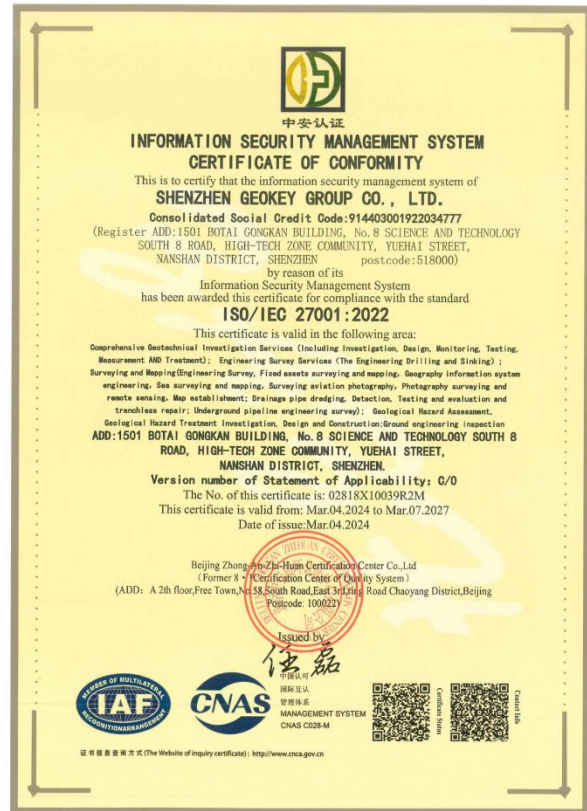 中安认证
INFORMATION SECURITY MANAGEMENT SYSTEM
CERTIFICATE OF CONFORMITY
This is to certify that the information security management system of
SHENZHEN GEOKEY GROUP CO., LTD.
Consolidated Social Credit Code:914403001922034777
(Register ADD:1501 BOTAI GONGKAN BUILDING, No.8 SCIENCE AND TECHNOLOGY
SOUTH 8 ROAD, HIGH-TECH ZONE COMMUNITY, YUEHAI STREET,
NANSHAN DISTRICT, SHENZHEN postcode:518000)
by reason of its
Information Security Management System
has been awarded this certificate for compliance with the standard
ISO/IEC 27001:2022
This certificate is valid in the following area:
Comprehensive Geotechnical Investigation Services (Including Investigation, Design, Monitoring, Testing,
Measurement AND Treatment); Engineering Survey Services (The Engineering Drilling and Sinking) ;
Surveying and Mapping(Engineering Survey, Fixed assets surveying and mapping, Geography information system
engineering, Sea surveying and mapping, Surveying aviation photography, Photography surveying and
remote sensing, Map establishment; Drainage pipe dredging, Detection, Testing and evaluation and
trenchless repair; Underground pipeline engineering survey); Geological Hazard Assessment,
Geological Hazard Treatment Investigation, Design and Construction;Ground engineering inspection
ADD:1501 BOTAI GONGKAN BUILDING, No.8 SCIENCE AND TECHNOLOGY SOUTH 8
ROAD, HIGH-TECH ZONE COMMUNITY, YUEHAI STREET,
NANSHAN DISTRICT, SHENZHEN.
Version number of Statement of Applicability: C/0
The No. of this certificate is: 02818X10039R2M
This certificate is valid from: Mar.04.2024 to Mar.07.2027
Date of issue:Mar.04.2024
Beijing Zhong-An-Zhi-Huan Certification Center Co.,Ltd
(Former 8 · Certification Center of Quality System)
(ADD: A 2th floor,Free Town,No.58,South Road,East 3rd,ring Road Chaoyang District,Beijing
Postcode: 100022)
Issued by
任磊
MEMBER OF MULTILATERAL
IAF
RECOGNITION ARRANGEMENT
CNAS
中国认可
国际互认
管理体系
MANAGEMENT SYSTEM
CNAS C028-M
Certificate Status
Contact Info
证书信息查询方式(The Website of inquiry certificate): http://www.cnca.gov.cn